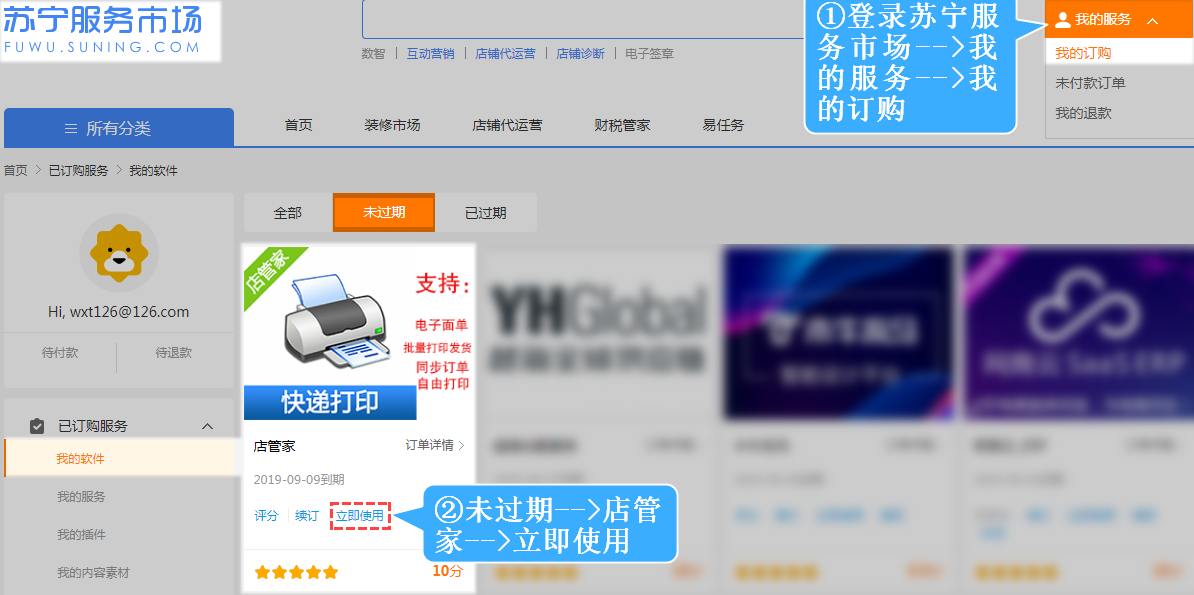 苏宁服务市场
FUWU.SUNING.COM
数智
互动营销
店铺代运营
店铺诊断
电子签章
①登录苏宁服
务市场-->我
的服务-->我
的订购
我的服务
我的订购
未付款订单
我的退款
所有分类
首页
装修市场
店铺代运营
财税管家
易任务
首页 > 已订购服务 > 我的软件
全部
未过期
已过期
Hi, wxt126@126.com
待付款
待退款
已订购服务
我的软件
我的服务
我的插件
我的内容素材
店管家
支持：
电子面单
批量打印发货
同步订单
自由打印
快递打印
店管家
订单详情 >
2019-09-09到期
评分
续订
立即使用
10分
②未过期-->店管
家-->立即使用
YHGlobal